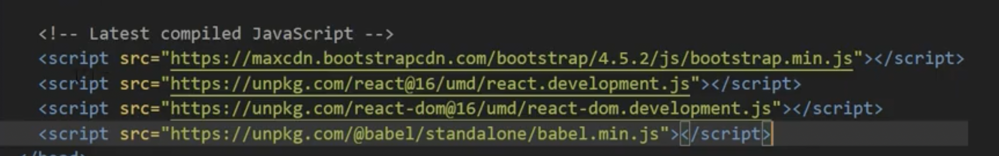 <!-- Latest compiled JavaScript -->
<script src="https://maxcdn.bootstrapcdn.com/bootstrap/4.5.2/js/bootstrap.min.js"></script>
<script src="https://unpkg.com/react@16/umd/react.development.js"></script>
<script src="https://unpkg.com/react-dom@16/umd/react-dom.development.js"></script>
<script src="https://unpkg.com/@babel/standalone/babel.min.js"></script>
</head>